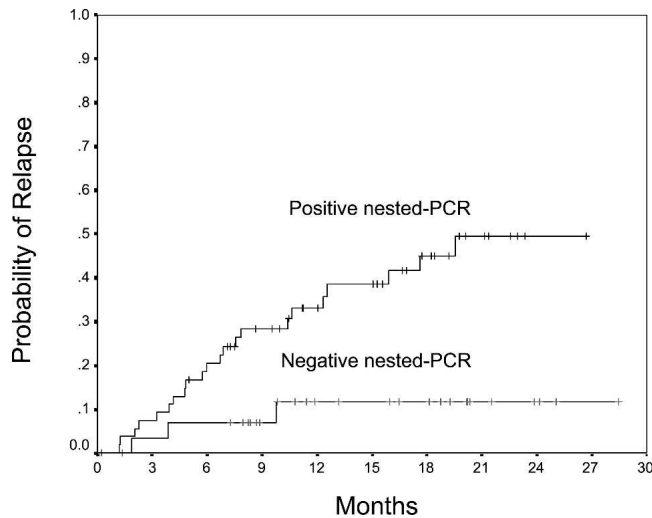 1.0
.9
.8
.7
.6
.5
.4
.3
.2
.1
0.0
Probability of Relapse
Positive nested-PCR
Negative nested-PCR
0 3 6 9 12 15 18 21 24 27 30
Months